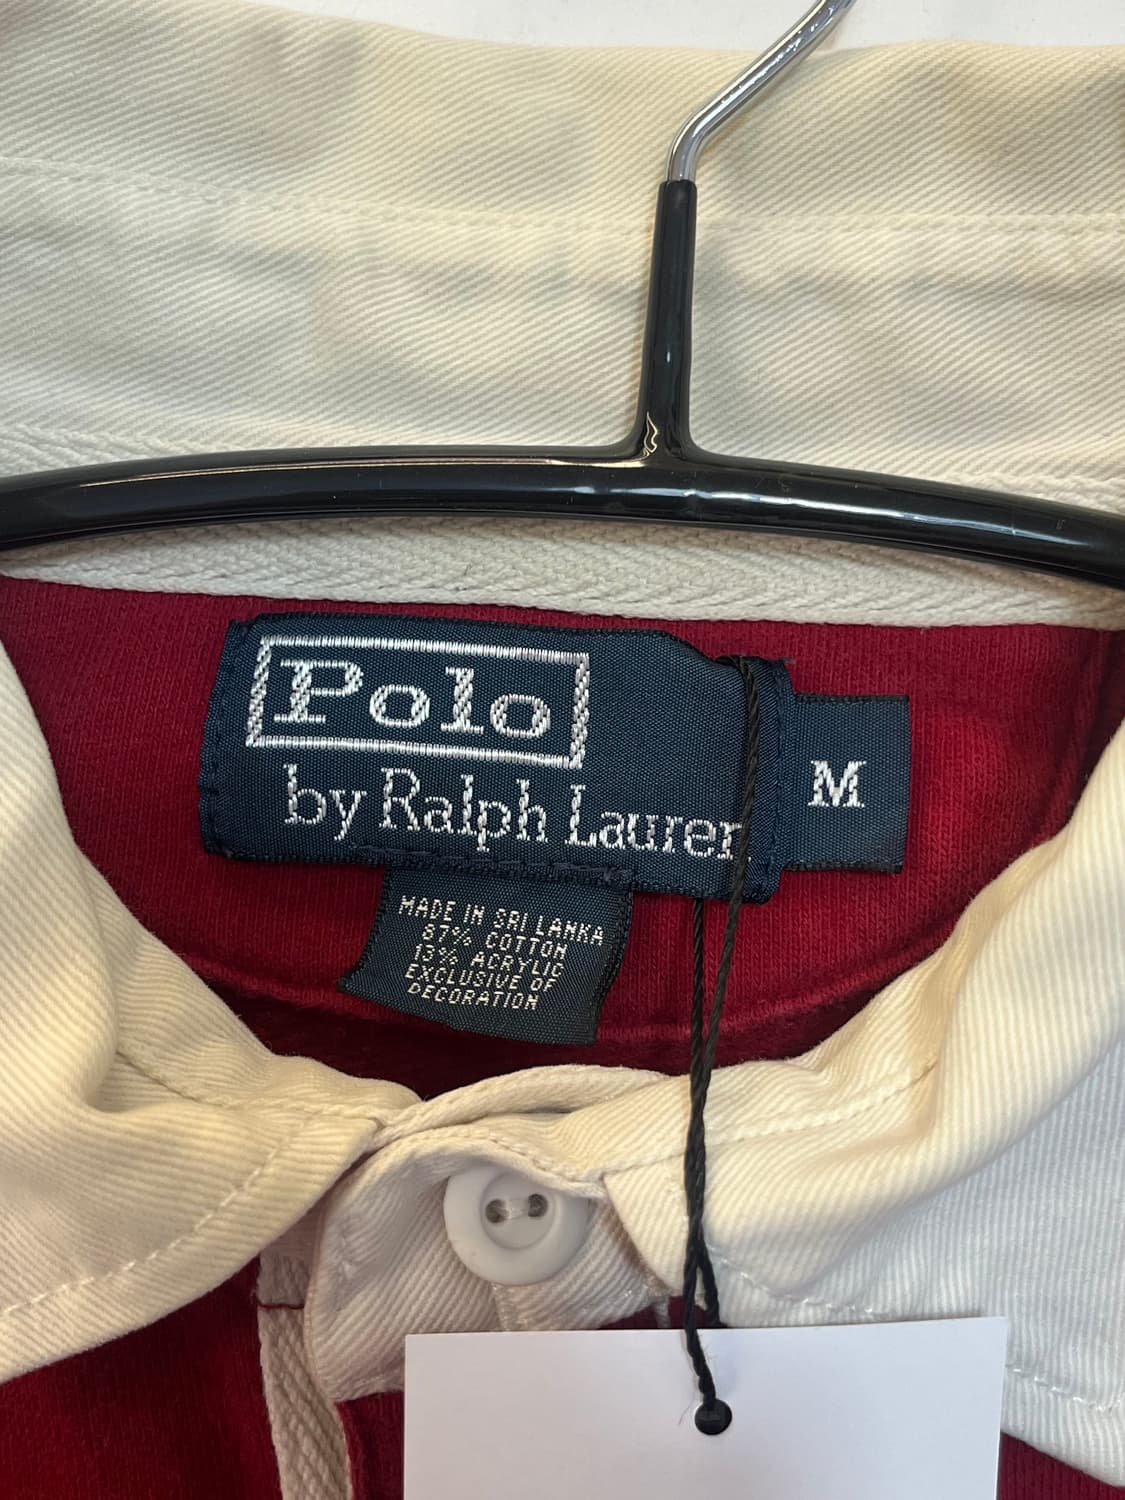 Polo
by Ralph Lauren
M
MADE IN SRI LANKA
87% COTTON
13% ACRYLIC
EXCLUSIVE OF
DECORATION